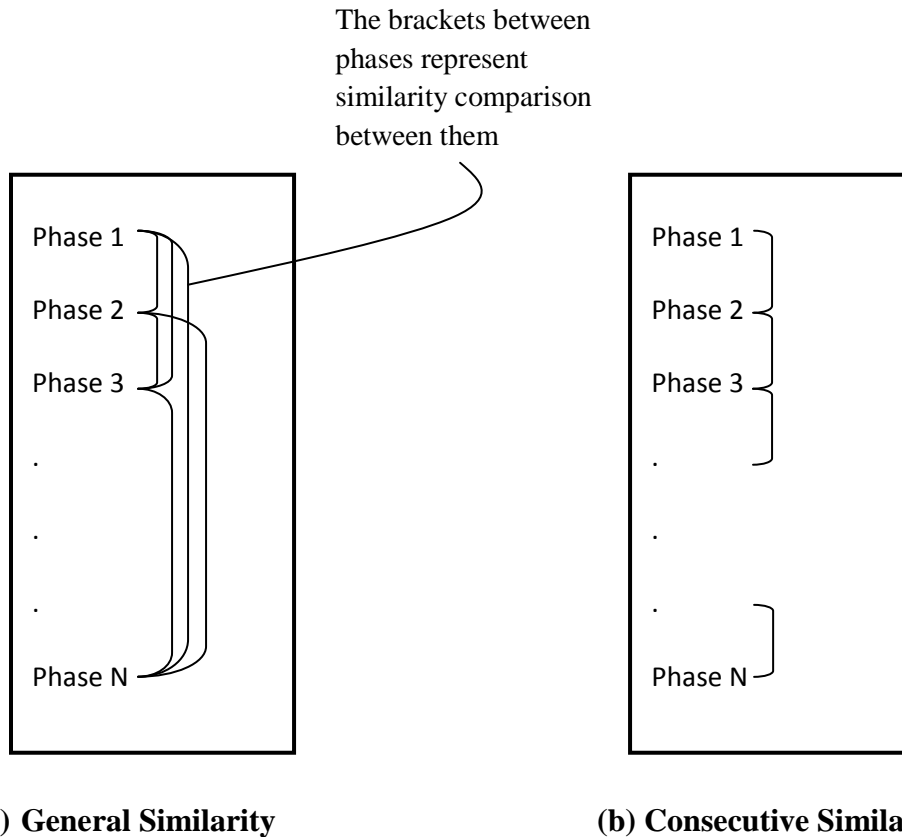 The brackets between
phases represent
similarity comparison
between them
Phase 1
Phase 2
Phase 3
.
.
.
Phase N
Phase 1
Phase 2
Phase 3
.
.
.
Phase N
) General Similarity
(b) Consecutive Simila